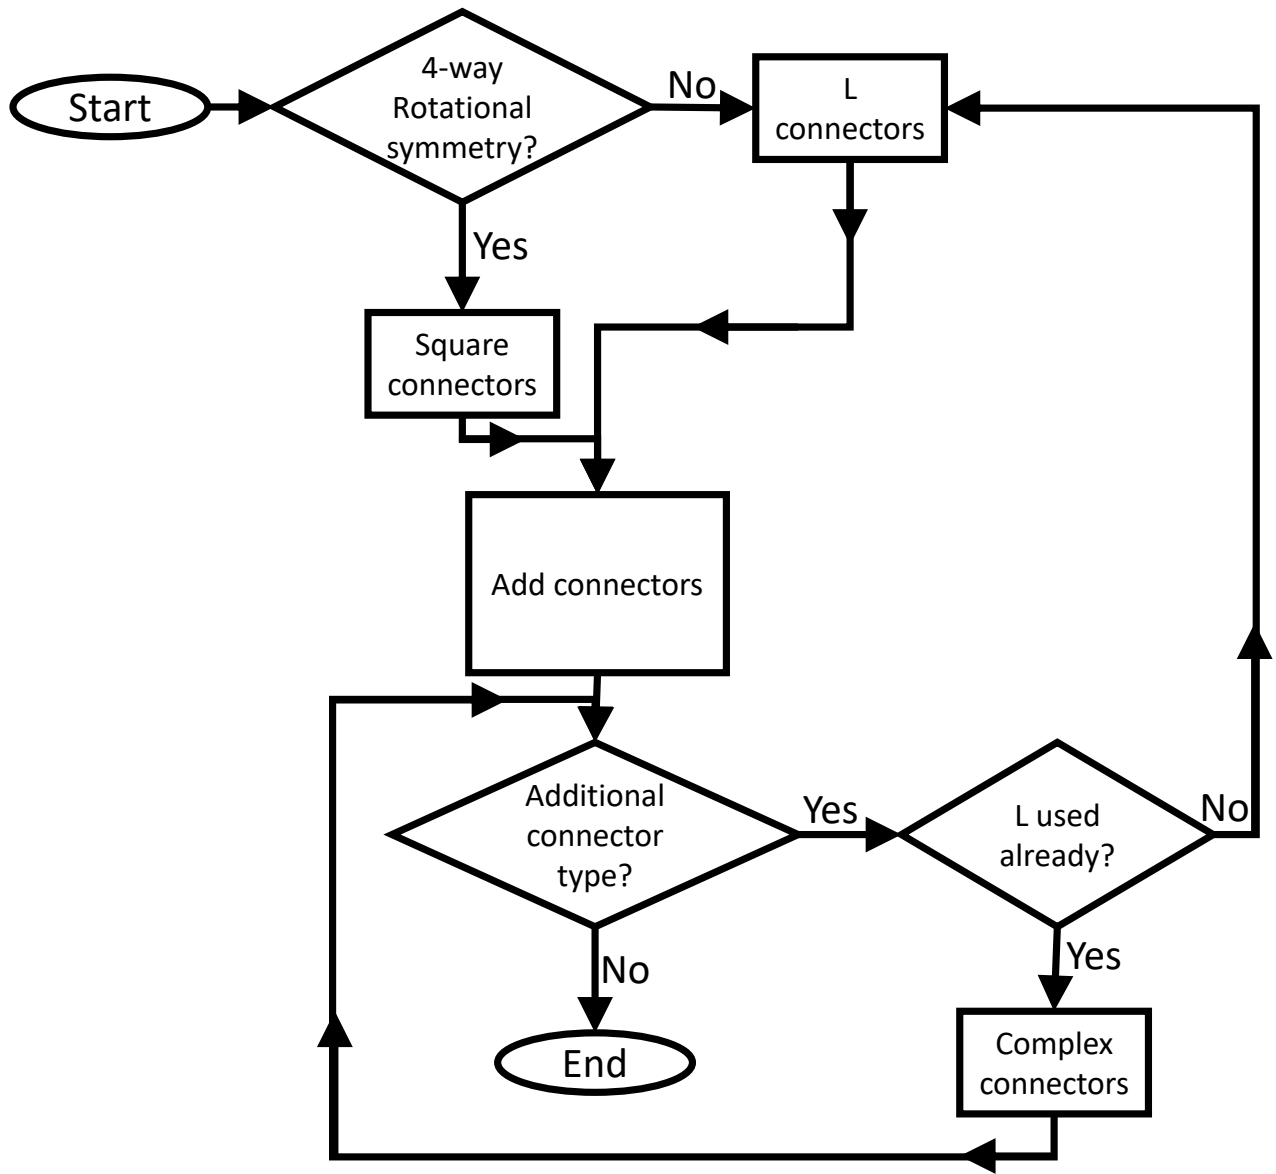 Start
4-way
Rotational
symmetry?
No
L
connectors
Yes
Square
connectors
Add connectors
Additional
connector
type?
Yes
L used
already?
No
No
Yes
End
Complex
connectors